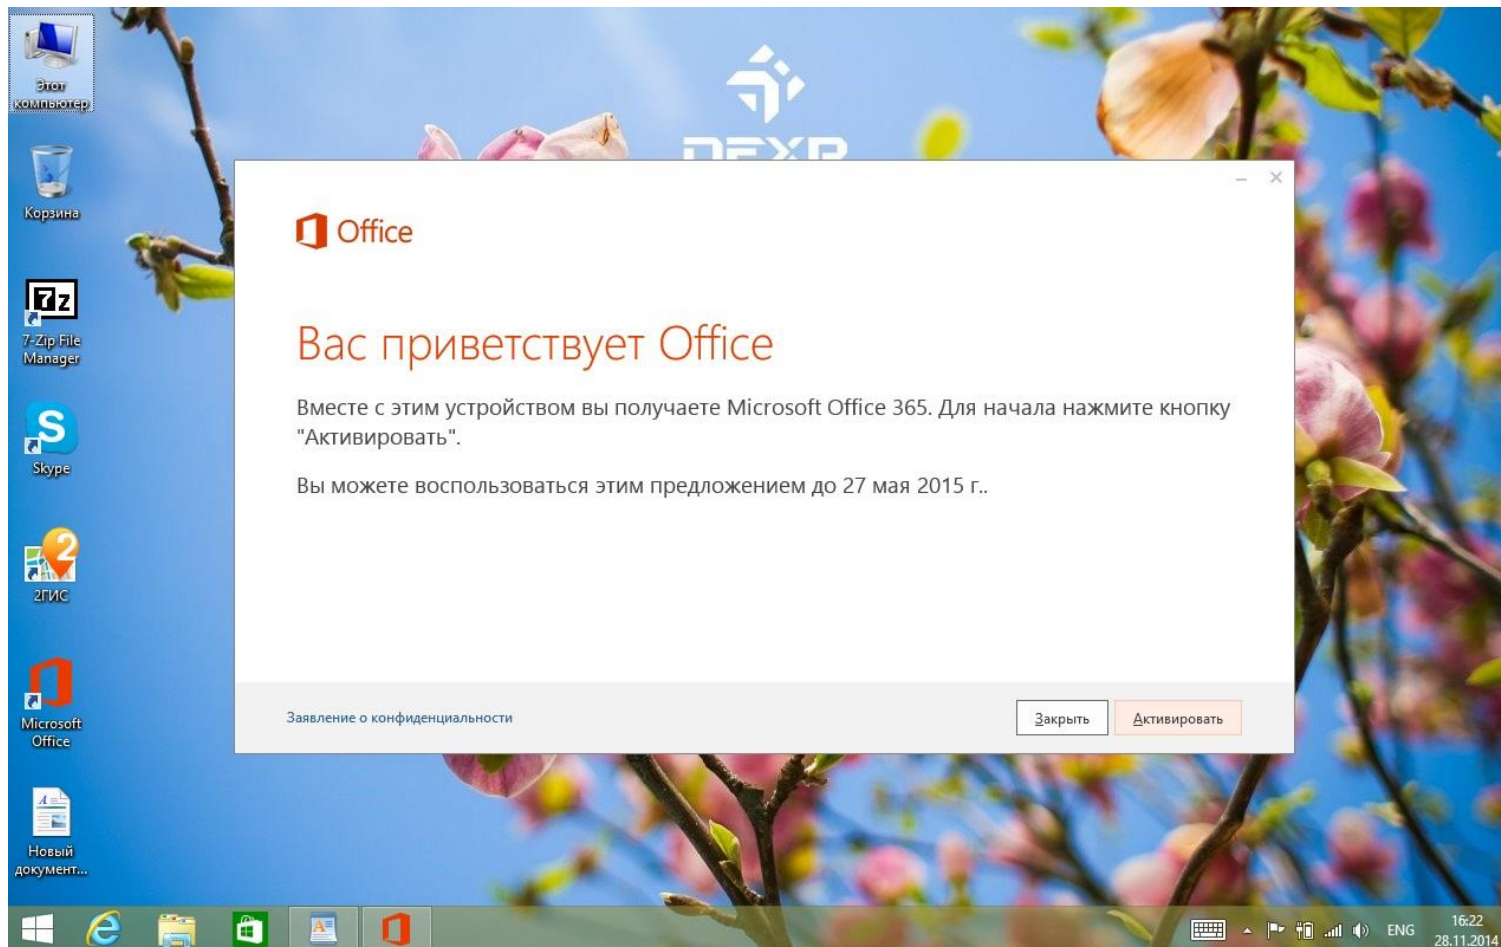 Этот
компьютер
Корзина
7-Zip File
Manager
Skype
2ГИС
Microsoft
Office
Новый
документ...
DEXP
Office
Вас приветствует Office
Вместе с этим устройством вы получаете Microsoft Office 365. Для начала нажмите кнопку
"Активировать".
Вы можете воспользоваться этим предложением до 27 мая 2015 г..
Заявление о конфиденциальности
Закрыть
Активировать
ENG
16:22
28.11.2014